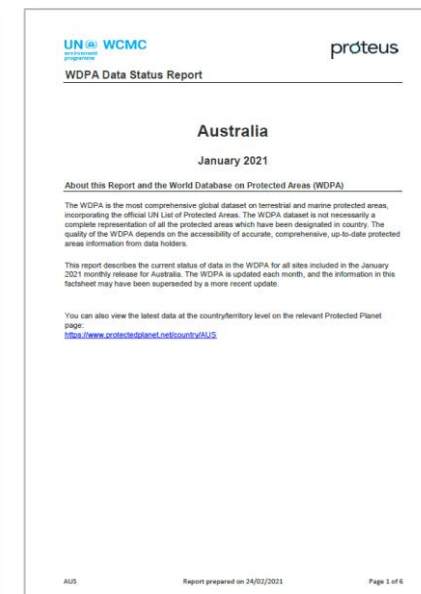 UN WCMC
environment
programme
proteus
WDPA Data Status Report
Australia
January 2021
About this Report and the World Database on Protected Areas (WDPA)
The WDPA is the most comprehensive global dataset on terrestrial and marine protected areas,
incorporating the official UN List of Protected Areas. The WDPA dataset is not necessarily a
complete representation of all the protected areas which have been designated in country. The
quality of the WDPA depends on the accessibility of accurate, comprehensive, up-to-date protected
areas information from data holders.
This report describes the current status of data in the WDPA for all sites included in the January
2021 monthly release for Australia. The WDPA is updated each month, and the information in this
factsheet may have been superseded by a more recent update.
You can also view the latest data at the country/territory level on the relevant Protected Planet
page:
https://www.protectedplanet.net/country/AUS
AUS Report prepared on 24/02/2021 Page 1 of 6